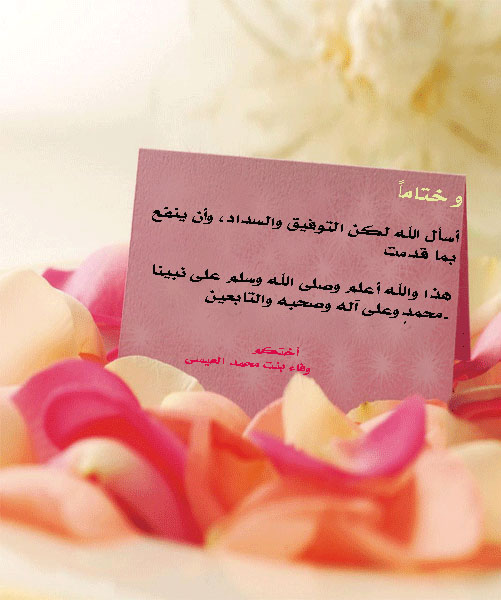 وختاماً
أسأل الله لكن التوفيق والسداد، وأن ينفع
بما قدمت
هذا والله أعلم وصلى الله وسلم على نبينا
محمدٍ وعلى آله وصحبه والتابعين.
أختكم
وفاء بنت محمد العيسى